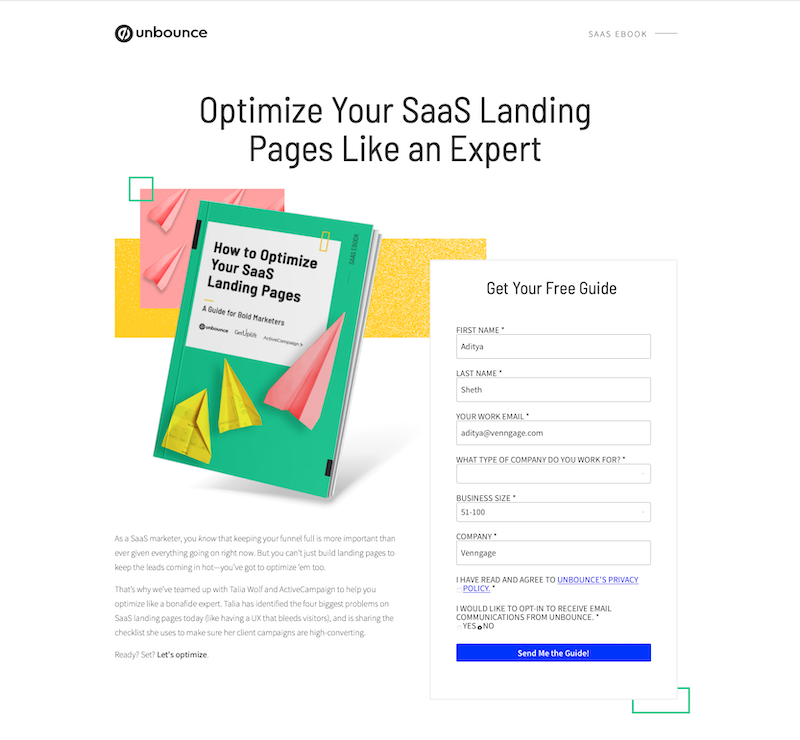 unbounce
SAAS EBOOK
Optimize Your SaaS Landing
Pages Like an Expert
SAAS EBOOK
How to Optimize
Your SaaS
Landing Pages
A Guide for Bold Marketers
unbounce GetUplift ActiveCampaign >
As a SaaS marketer, you know that keeping your funnel full is more important than
ever given everything going on right now. But you can't just build landing pages to
keep the leads coming in hot—you've got to optimize 'em too.
That's why we've teamed up with Talia Wolf and ActiveCampaign to help you
optimize like a bonafide expert. Talia has identified the four biggest problems on
SaaS landing pages today (like having a UX that bleeds visitors), and is sharing the
checklist she uses to make sure her client campaigns are high-converting.
Ready? Set? Let's optimize.
Get Your Free Guide
FIRST NAME *
Aditya
LAST NAME *
Sheth
YOUR WORK EMAIL *
aditya@venngage.com
WHAT TYPE OF COMPANY DO YOU WORK FOR? *
BUSINESS SIZE *
51-100
COMPANY *
Venngage
I HAVE READ AND AGREE TO UNBOUNCE'S PRIVACY
POLICY. *
I WOULD LIKE TO OPT-IN TO RECEIVE EMAIL
COMMUNICATIONS FROM UNBOUNCE. *
YES NO
Send Me the Guide!